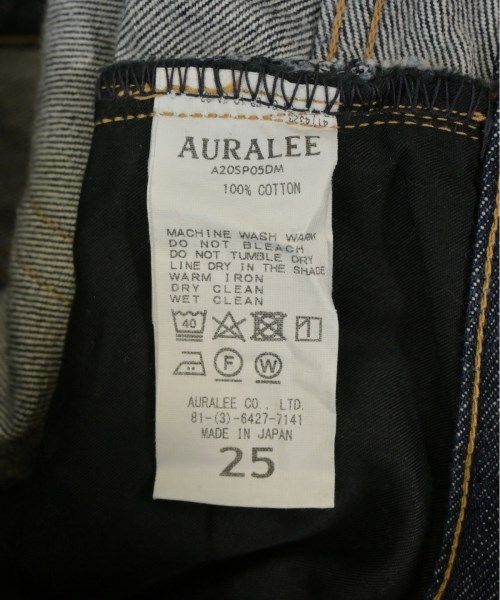 AURALEE
A20SP05DM
100% COTTON
MACHINE WASH WARM
DO NOT BLEACH
DO NOT TUMBLE DRY
LINE DRY IN THE SHADE
WARM IRON
DRY CLEAN
WET CLEAN
40
F W
AURALEE CO., LTD.
81-(3)-6427-7141
MADE IN JAPAN
25